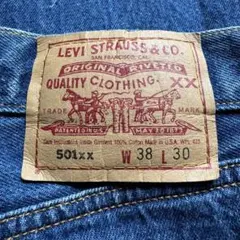 LEVI STRAUSS & CO.
SAN FRANCISCO, CAL.
ORIGINAL RIVETED
QUALITY CLOTHING XX
TRADE MARK
PATENTED IN U.S. MAY 20 1873
501XX W 38 L 30